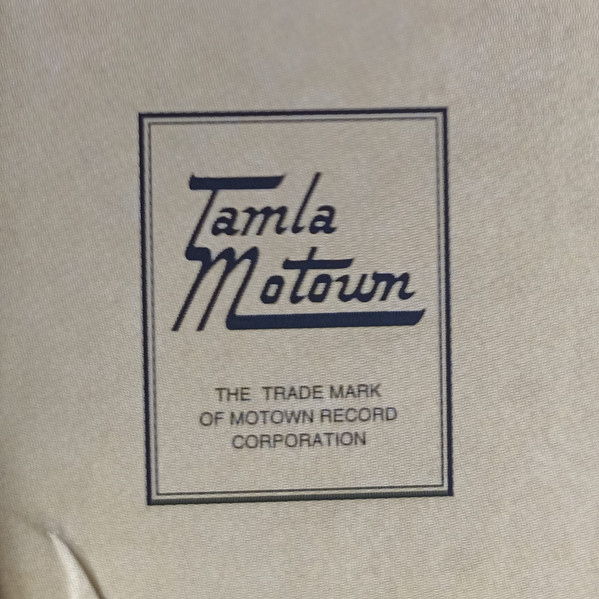 Tamla
Motown
THE TRADE MARK
OF MOTOWN RECORD
CORPORATION